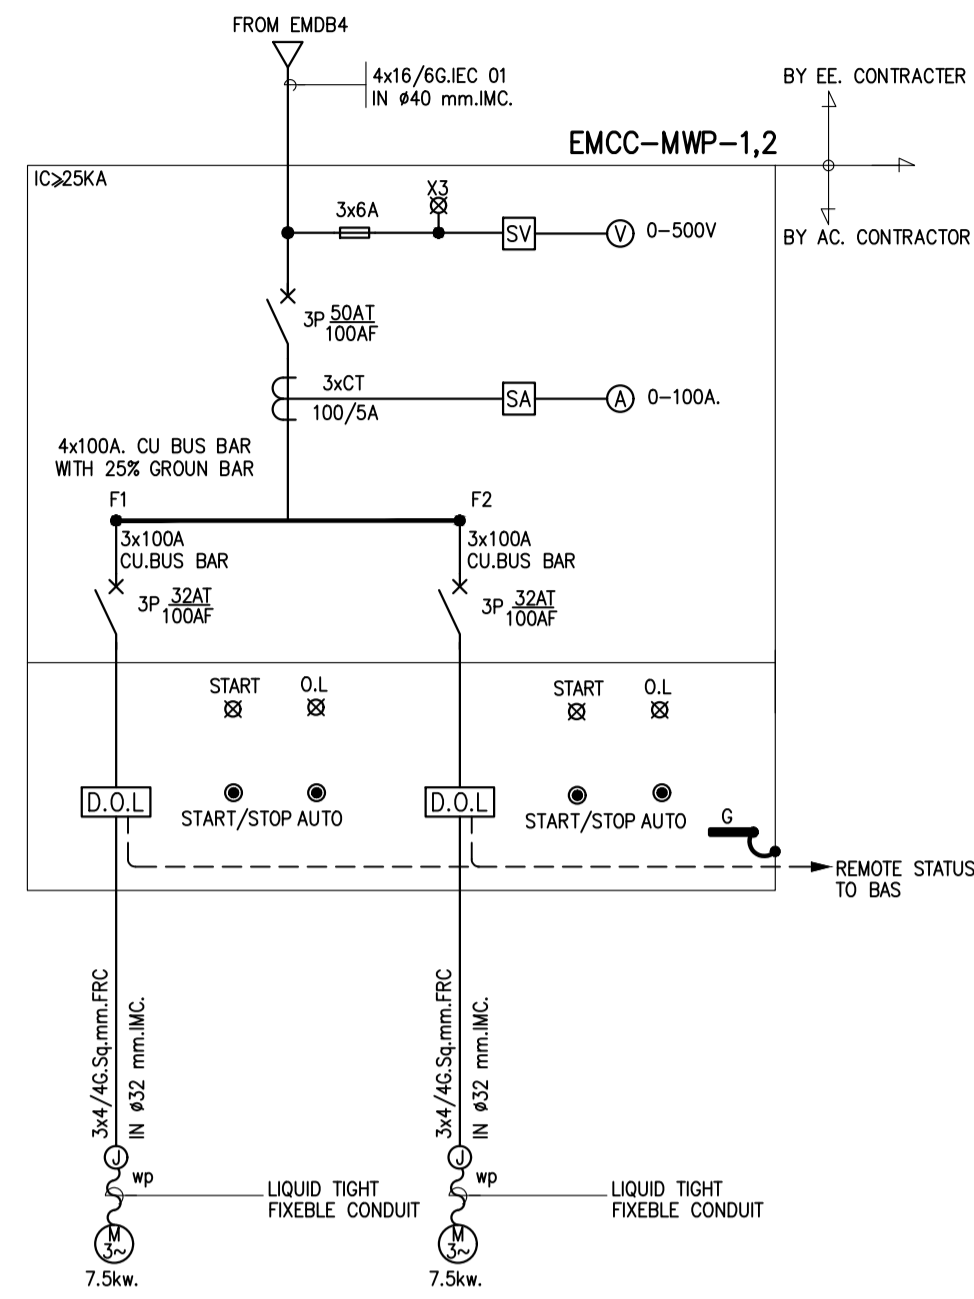 FROM EMDB4
4x16/6G.IEC 01
IN ø40 mm.IMC.
BY EE. CONTRACTER
EMCC-MWP-1,2
BY AC. CONTRACTOR
IC≥25KA
X3
3x6A
SV
V
0-500V
3P 50AT
100AF
3xCT
100/5A
SA
A
0-100A.
4x100A. CU BUS BAR
WITH 25% GROUN BAR
F1
F2
3x100A
CU.BUS BAR
3x100A
CU.BUS BAR
3P 32AT
100AF
3P 32AT
100AF
START O.L
START O.L
D.O.L
START/STOP AUTO
D.O.L
START/STOP AUTO
G
REMOTE STATUS
TO BAS
3x4/4G.Sq.mm.FRC
IN ø32 mm.IMC.
3x4/4G.Sq.mm.FRC
IN ø32 mm.IMC.
J
wp
LIQUID TIGHT
FIXEBLE CONDUIT
M
3~
7.5kw.
J
wp
LIQUID TIGHT
FIXEBLE CONDUIT
M
3~
7.5kw.